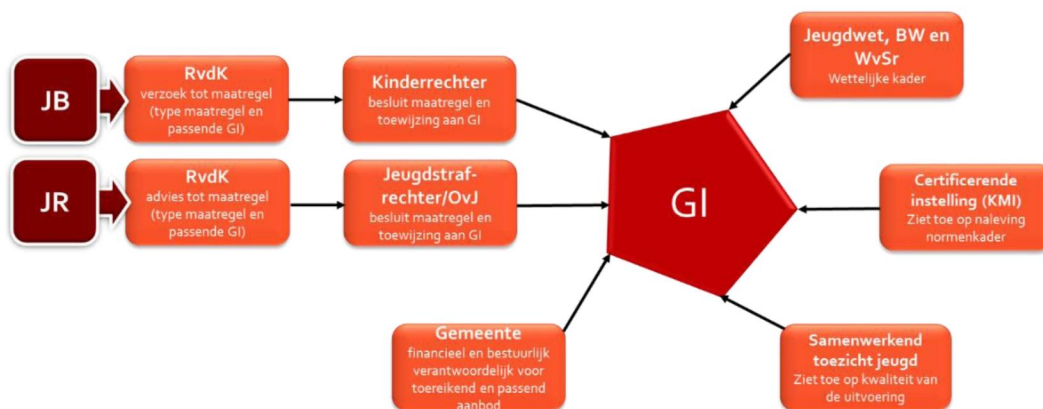 JB
RvdK
verzoek tot maatregel
(type maatregel en
passende GI)
Kinderrechter
besluit maatregel en
toewijzing aan GI
JR
RvdK
advies tot maatregel
(type maatregel en
passende GI)
Jeugdstraf-
rechter/OvJ
besluit maatregel en
toewijzing aan GI
GI
Jeugdwet, BW en
WvSr
Wettelijke kader
Certificerende
instelling (KMI)
Ziet toe op naleving
normenkader
Samenwerkend
toezicht jeugd
Ziet toe op kwaliteit van
de uitvoering
Gemeente
financieel en bestuurlijk
verantwoordelijk voor
toereikend en passend
aanbod